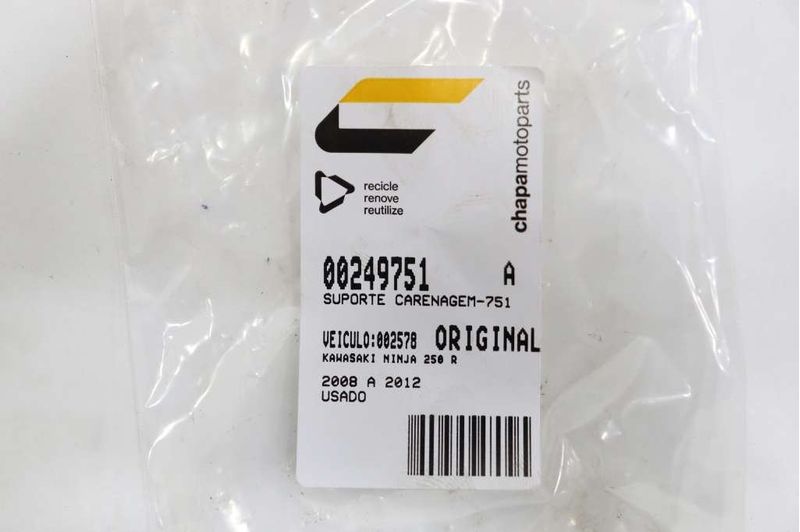 chapamotoparts
recicle
renove
reutilize
00249751 A
SUPORTE CARENAGEM-751
VEICULO:002578 ORIGINAL
KAWASAKI NINJA 250 R
2008 A 2012
USADO